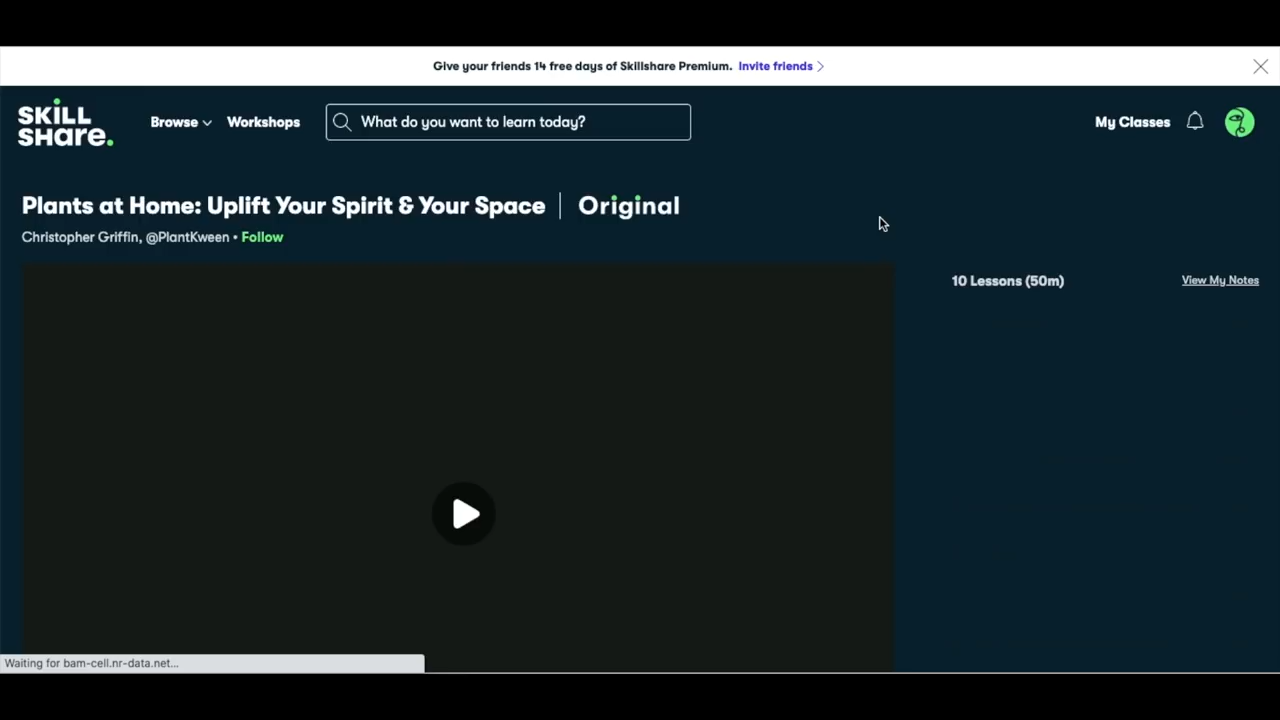 Give your friends 14 free days of Skillshare Premium. Invite friends
SKILL
SHare.
Browse
Workshops
What do you want to learn today?
My Classes
Plants at Home: Uplift Your Spirit & Your Space | Original
Christopher Griffin, @PlantKween • Follow
10 Lessons (50m)
View My Notes
Waiting for bam-cell.nr-data.net...